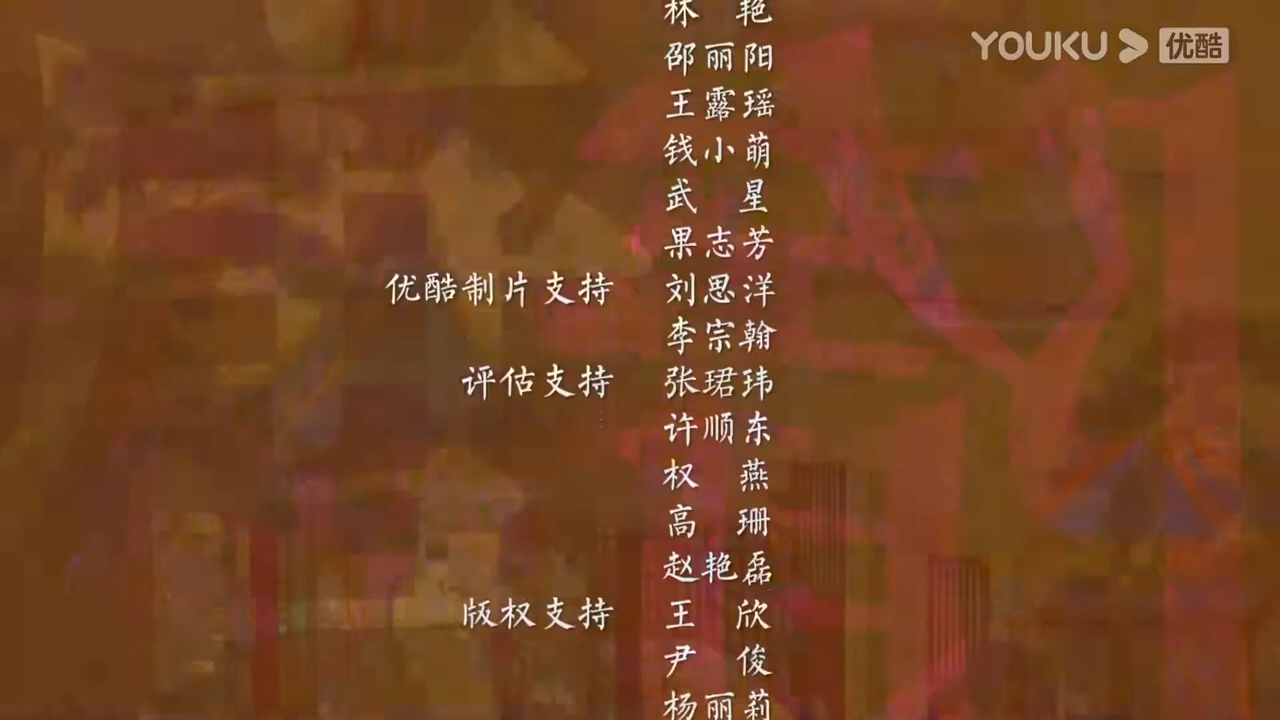 林 艳
YOUKU 优酷
邵丽阳
王露瑶
钱小萌
武 星
果志芳
优酷制片支持 刘思洋
李宗翰
评估支持 张珺玮
许顺东
权 燕
高 珊
赵艳磊
版权支持 王 欣
尹 俊
杨丽莉